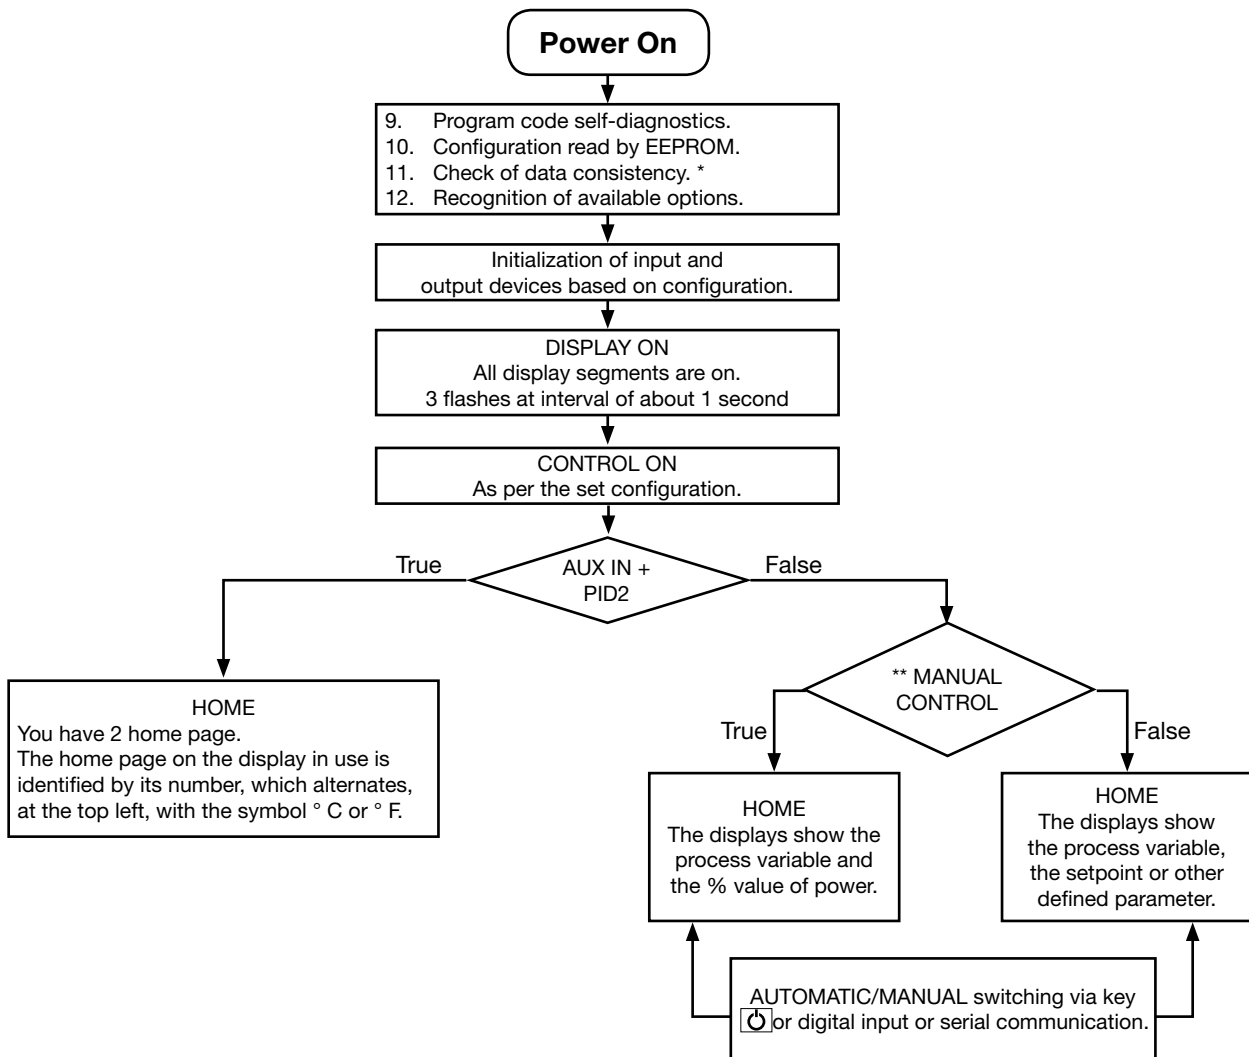 Power On
9. Program code self-diagnostics.
10. Configuration read by EEPROM.
11. Check of data consistency. *
12. Recognition of available options.
Initialization of input and
output devices based on configuration.
DISPLAY ON
All display segments are on.
3 flashes at interval of about 1 second
CONTROL ON
As per the set configuration.
AUX IN +
PID2
True
False
HOME
You have 2 home page.
The home page on the display in use is
identified by its number, which alternates,
at the top left, with the symbol ° C or ° F.
** MANUAL
CONTROL
True
False
HOME
The displays show the
process variable and
the % value of power.
HOME
The displays show
the process variable,
the setpoint or other
defined parameter.
AUTOMATIC/MANUAL switching via key
or digital input or serial communication.